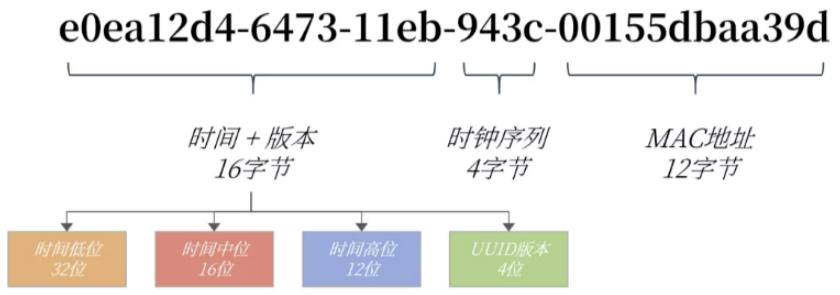 e0ea12d4-6473-11eb-943c-00155dbaa39d
时间 + 版本
16字节
时钟序列
4字节
MAC地址
12字节
时间低位
32位
时间中位
16位
时间高位
12位
UUID版本
4位